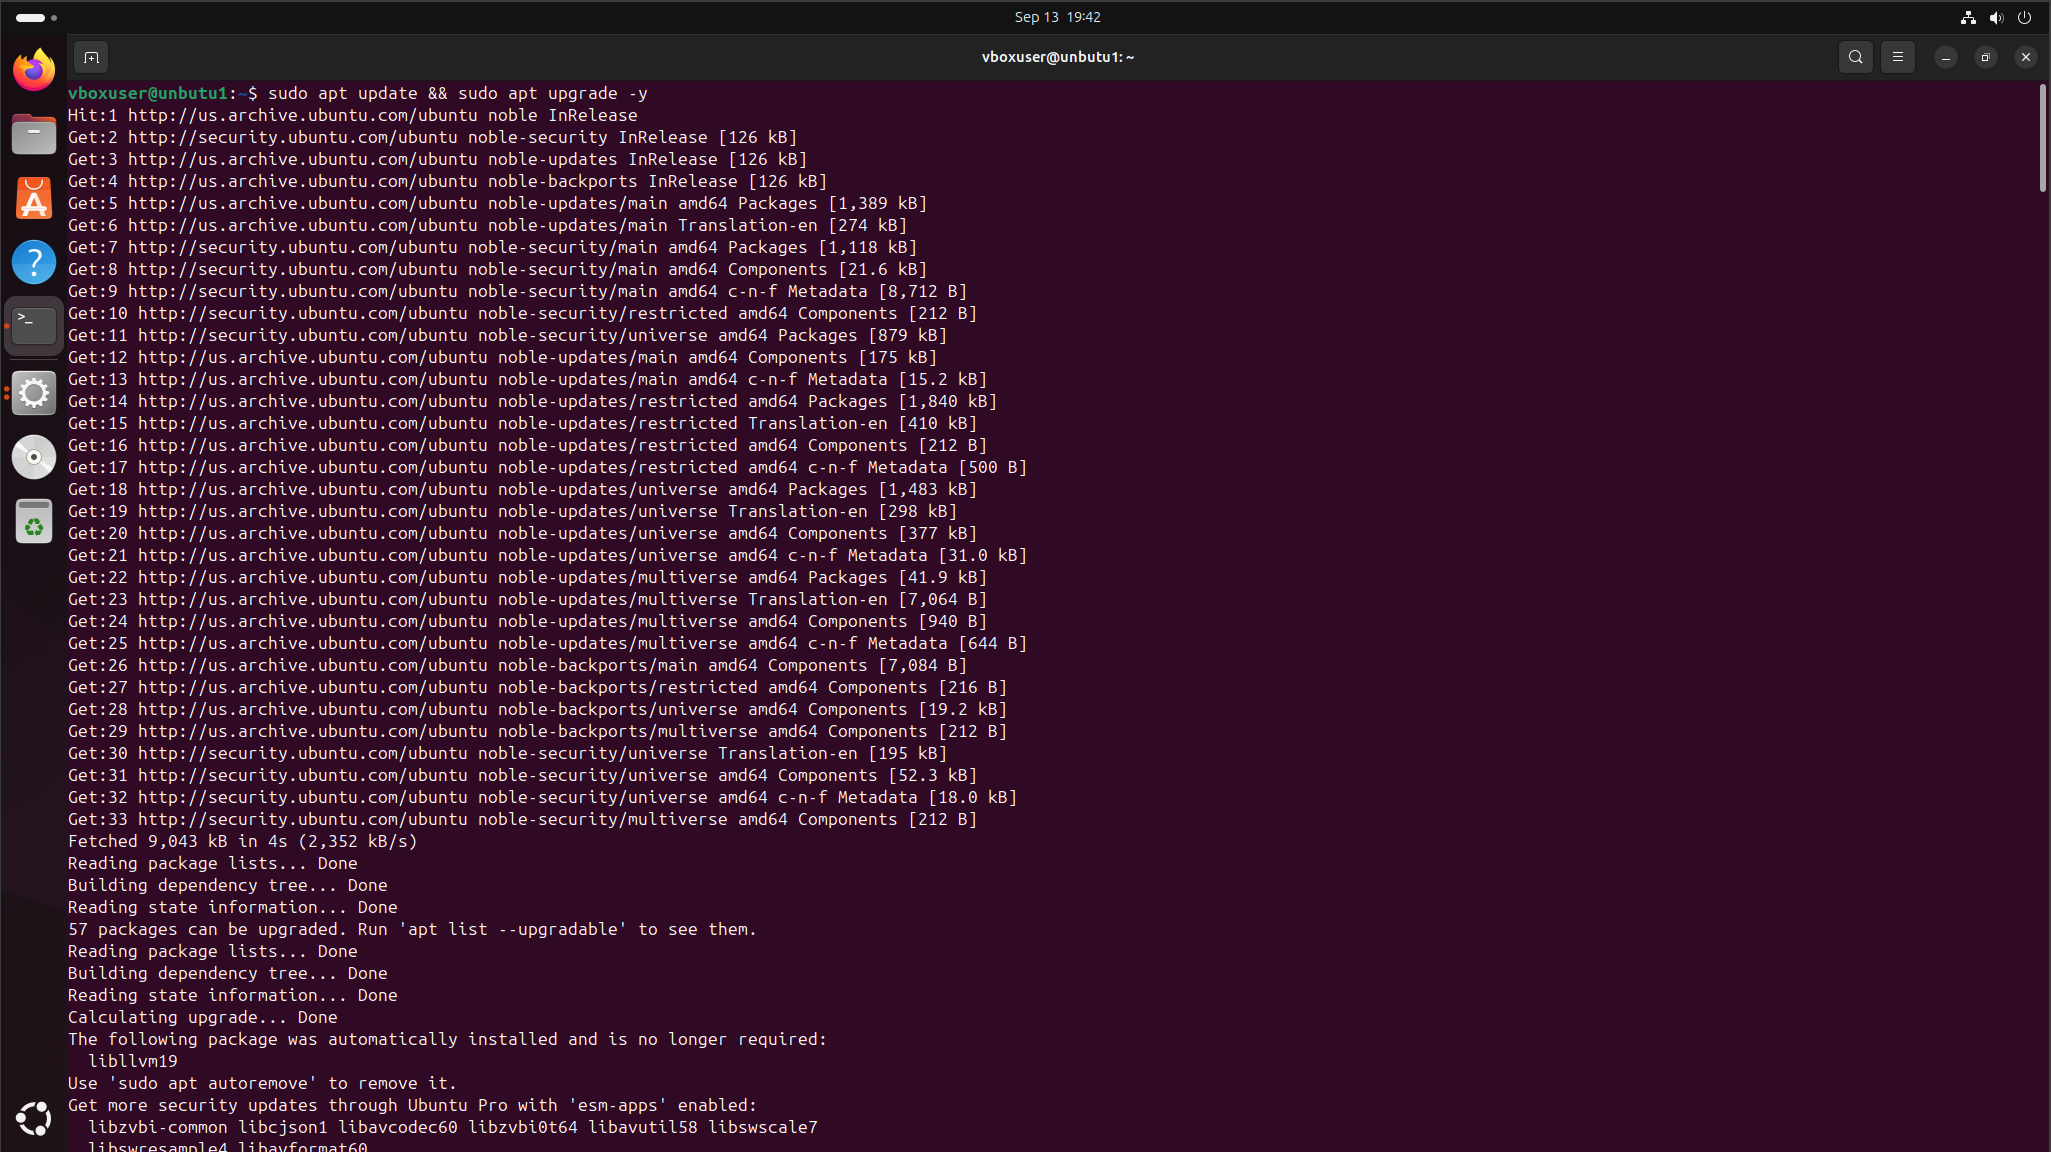 Sep 13 19:42
vboxuser@unbutu1: ~
vboxuser@unbutu1:~$ sudo apt update && sudo apt upgrade -y
Hit:1 http://us.archive.ubuntu.com/ubuntu noble InRelease
Get:2 http://security.ubuntu.com/ubuntu noble-security InRelease [126 kB]
Get:3 http://us.archive.ubuntu.com/ubuntu noble-updates InRelease [126 kB]
Get:4 http://us.archive.ubuntu.com/ubuntu noble-backports InRelease [126 kB]
Get:5 http://us.archive.ubuntu.com/ubuntu noble-updates/main amd64 Packages [1,389 kB]
Get:6 http://us.archive.ubuntu.com/ubuntu noble-updates/main Translation-en [274 kB]
Get:7 http://security.ubuntu.com/ubuntu noble-security/main amd64 Packages [1,118 kB]
Get:8 http://security.ubuntu.com/ubuntu noble-security/main amd64 Components [21.6 kB]
Get:9 http://security.ubuntu.com/ubuntu noble-security/main amd64 c-n-f Metadata [8,712 B]
Get:10 http://security.ubuntu.com/ubuntu noble-security/restricted amd64 Components [212 B]
Get:11 http://security.ubuntu.com/ubuntu noble-security/universe amd64 Packages [879 kB]
Get:12 http://us.archive.ubuntu.com/ubuntu noble-updates/main amd64 Components [175 kB]
Get:13 http://us.archive.ubuntu.com/ubuntu noble-updates/main amd64 c-n-f Metadata [15.2 kB]
Get:14 http://us.archive.ubuntu.com/ubuntu noble-updates/restricted amd64 Packages [1,840 kB]
Get:15 http://us.archive.ubuntu.com/ubuntu noble-updates/restricted Translation-en [410 kB]
Get:16 http://us.archive.ubuntu.com/ubuntu noble-updates/restricted amd64 Components [212 B]
Get:17 http://us.archive.ubuntu.com/ubuntu noble-updates/restricted amd64 c-n-f Metadata [500 B]
Get:18 http://us.archive.ubuntu.com/ubuntu noble-updates/universe amd64 Packages [1,483 kB]
Get:19 http://us.archive.ubuntu.com/ubuntu noble-updates/universe Translation-en [298 kB]
Get:20 http://us.archive.ubuntu.com/ubuntu noble-updates/universe amd64 Components [377 kB]
Get:21 http://us.archive.ubuntu.com/ubuntu noble-updates/universe amd64 c-n-f Metadata [31.0 kB]
Get:22 http://us.archive.ubuntu.com/ubuntu noble-updates/multiverse amd64 Packages [41.9 kB]
Get:23 http://us.archive.ubuntu.com/ubuntu noble-updates/multiverse Translation-en [7,064 B]
Get:24 http://us.archive.ubuntu.com/ubuntu noble-updates/multiverse amd64 Components [940 B]
Get:25 http://us.archive.ubuntu.com/ubuntu noble-updates/multiverse amd64 c-n-f Metadata [644 B]
Get:26 http://us.archive.ubuntu.com/ubuntu noble-backports/main amd64 Components [7,084 B]
Get:27 http://us.archive.ubuntu.com/ubuntu noble-backports/restricted amd64 Components [216 B]
Get:28 http://us.archive.ubuntu.com/ubuntu noble-backports/universe amd64 Components [19.2 kB]
Get:29 http://us.archive.ubuntu.com/ubuntu noble-backports/multiverse amd64 Components [212 B]
Get:30 http://security.ubuntu.com/ubuntu noble-security/universe Translation-en [195 kB]
Get:31 http://security.ubuntu.com/ubuntu noble-security/universe amd64 Components [52.3 kB]
Get:32 http://security.ubuntu.com/ubuntu noble-security/universe amd64 c-n-f Metadata [18.0 kB]
Get:33 http://security.ubuntu.com/ubuntu noble-security/multiverse amd64 Components [212 B]
Fetched 9,043 kB in 4s (2,352 kB/s)
Reading package lists... Done
Building dependency tree... Done
Reading state information... Done
57 packages can be upgraded. Run 'apt list --upgradable' to see them.
Reading package lists... Done
Building dependency tree... Done
Reading state information... Done
Calculating upgrade... Done
The following package was automatically installed and is no longer required:
  libllvm19
Use 'sudo apt autoremove' to remove it.
Get more security updates through Ubuntu Pro with 'esm-apps' enabled:
  libzvbi-common libcjson1 libavcodec60 libzvbi0t64 libavutil58 libswscale7
  libswresample4 libavformat60